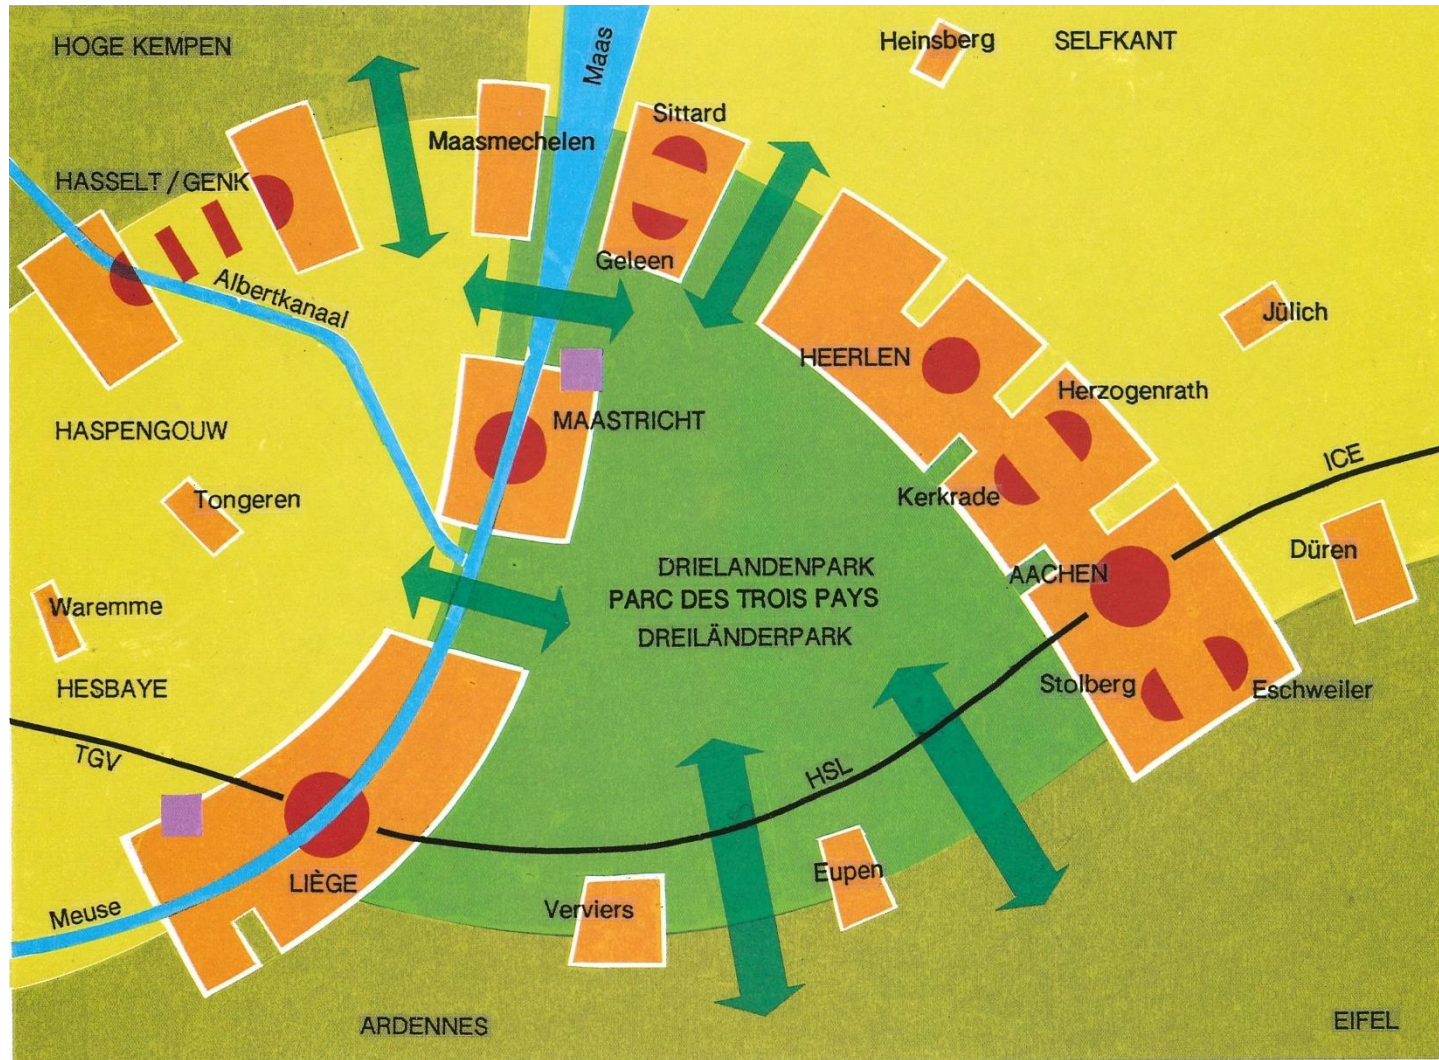 HOGE KEMPEN
Maas
Heinsberg
SELFKANT
Sittard
Maasmechelen
HASSELT / GENK
Geleen
Albertkanaal
Jülich
HEERLEN
Herzogenrath
MAASTRICHT
HASPENGOUW
ICE
Tongeren
Kerkrade
Düren
DRIELANDENPARK
PARC DES TROIS PAYS
DREILÄNDERPARK
AACHEN
Waremme
HESBAYE
Stolberg
Eschweiler
TGV
HSL
LIÈGE
Eupen
Meuse
Verviers
ARDENNES
EIFEL